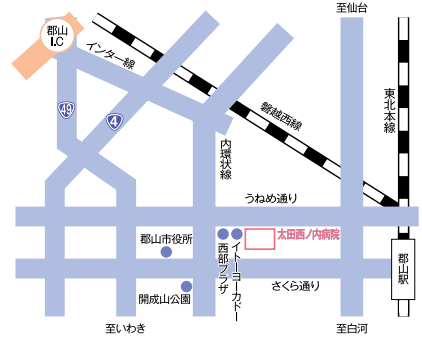 至仙台
郡山
I.C
インター線
49
4
磐越西線
東北本線
内環状線
うねめ通り
郡山市役所
西部プラザ
イトーヨーカドー
太田西ノ内病院
郡山駅
開成山公園
さくら通り
至いわき
至白河